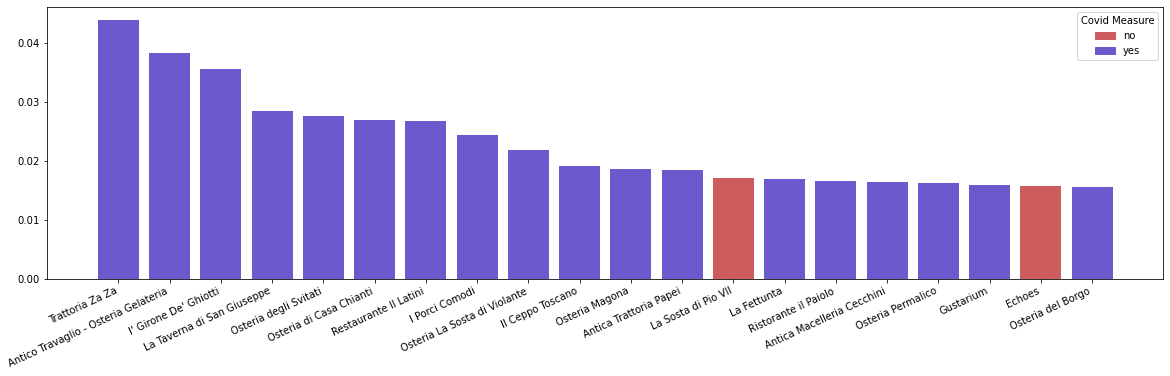 Covid Measure
no
yes
0.04
0.03
0.02
0.01
0.00
Trattoria Za Za
Antico Travaglio - Osteria Gelateria
I' Girone De' Ghiotti
La Taverna di San Giuseppe
Osteria degli Svitati
Osteria di Casa Chianti
Restaurante Il Latini
I Porci Comodi
Osteria La Sosta di Violante
Il Ceppo Toscano
Osteria Magona
Antica Trattoria Papei
La Sosta di Pio VII
La Fettunta
Ristorante il Paiolo
Antica Macelleria Cecchini
Osteria Permalico
Gustarium
Echoes
Osteria del Borgo